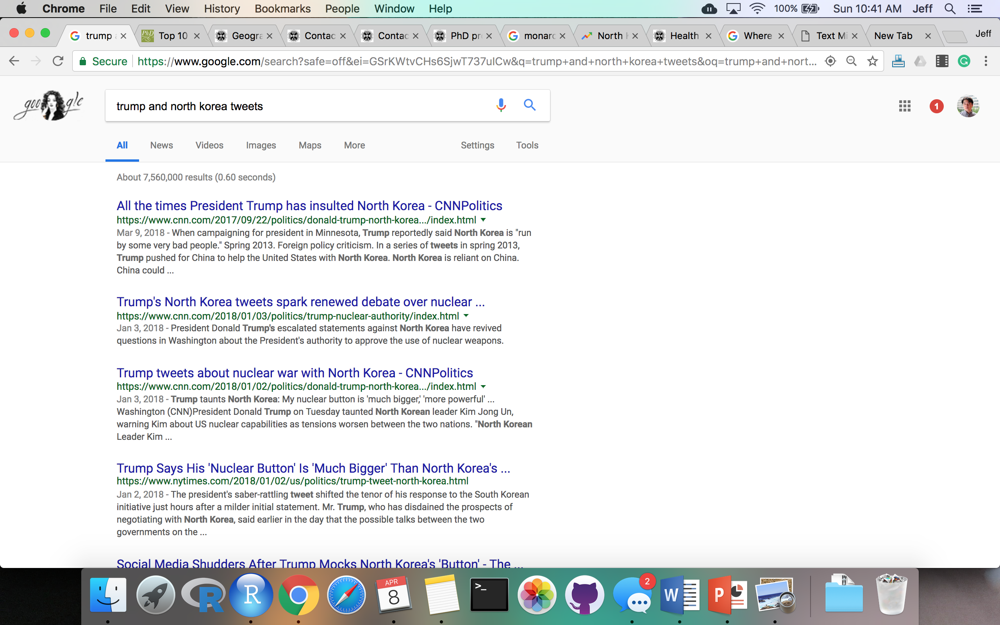 Chrome File Edit View History Bookmarks People Window Help 100% Sun 10:41 AM Jeff
trump Top 10 Geogra Contac Contac PhD pr monarc North Health Where Text Mi New Tab Jeff
Secure https://www.google.com/search?safe=off&ei=GSrKWtvCHs6SjwT737ulCw&q=trump+and+north+korea+tweets&oq=trump+and+nort...
google trump and north korea tweets 1
All News Videos Images Maps More Settings Tools
About 7,560,000 results (0.60 seconds)
All the times President Trump has insulted North Korea - CNNPolitics
https://www.cnn.com/2017/09/22/politics/donald-trump-north-korea.../index.html
Mar 9, 2018 - When campaigning for president in Minnesota, Trump reportedly said North Korea is "run
by some very bad people." Spring 2013. Foreign policy criticism. In a series of tweets in spring 2013,
Trump pushed for China to help the United States with North Korea. North Korea is reliant on China.
China could ...
Trump's North Korea tweets spark renewed debate over nuclear ...
https://www.cnn.com/2018/01/03/politics/trump-nuclear-authority/index.html
Jan 3, 2018 - President Donald Trump's escalated statements against North Korea have revived
questions in Washington about the President's authority to approve the use of nuclear weapons.
Trump tweets about nuclear war with North Korea - CNNPolitics
https://www.cnn.com/2018/01/02/politics/donald-trump-north-korea.../index.html
Jan 3, 2018 - Trump taunts North Korea: My nuclear button is 'much bigger,' 'more powerful' ...
Washington (CNN)President Donald Trump on Tuesday taunted North Korean leader Kim Jong Un,
warning Kim about US nuclear capabilities as tensions worsen between the two nations. "North Korean
Leader Kim ...
Trump Says His 'Nuclear Button' Is 'Much Bigger' Than North Korea's ...
https://www.nytimes.com/2018/01/02/us/politics/trump-tweet-north-korea.html
Jan 2, 2018 - The president's saber-rattling tweet shifted the tenor of his response to the South Korean
initiative just hours after a milder initial statement. Mr. Trump, who has disdained the prospects of
negotiating with North Korea, said earlier in the day that the possible talks between the two
governments on the ...
Social Media Shudders After Trump Mocks North Korea's 'Button' - The ...
R R APR 8 >_ 2 W P